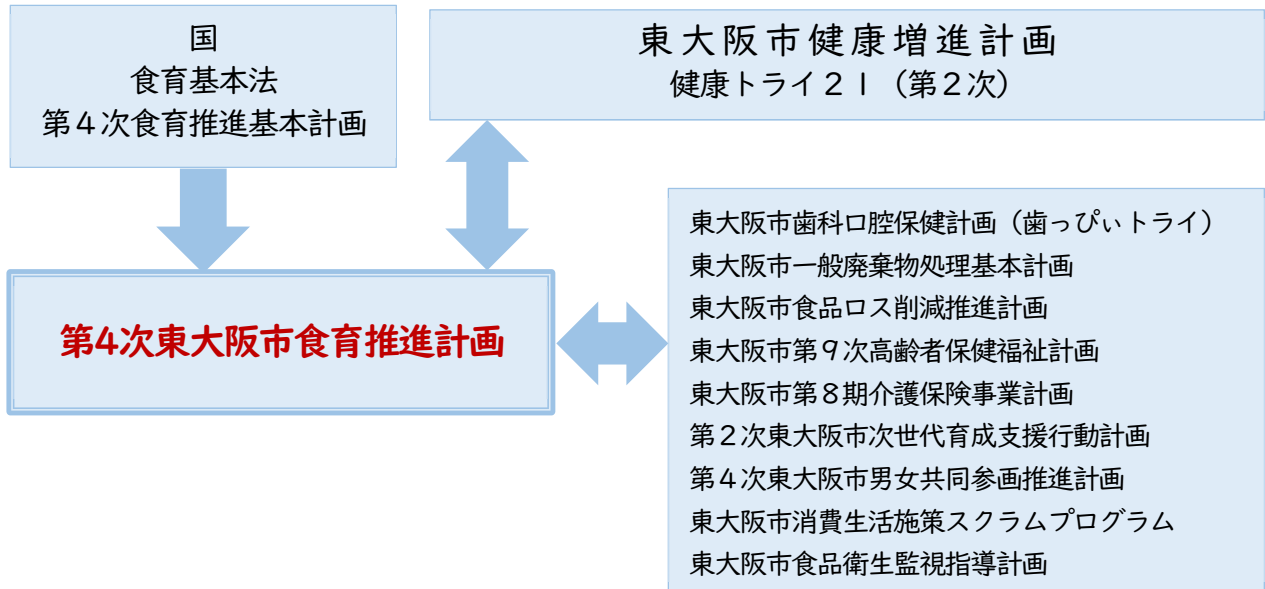 国
食育基本法
第４次食育推進基本計画
東大阪市健康増進計画
健康トライ２１（第２次）
第4次東大阪市食育推進計画
東大阪市歯科口腔保健計画（歯っぴぃトライ）
東大阪市一般廃棄物処理基本計画
東大阪市食品ロス削減推進計画
東大阪市第９次高齢者保健福祉計画
東大阪市第８期介護保険事業計画
第２次東大阪市次世代育成支援行動計画
第４次東大阪市男女共同参画推進計画
東大阪市消費生活施策スクラムプログラム
東大阪市食品衛生監視指導計画